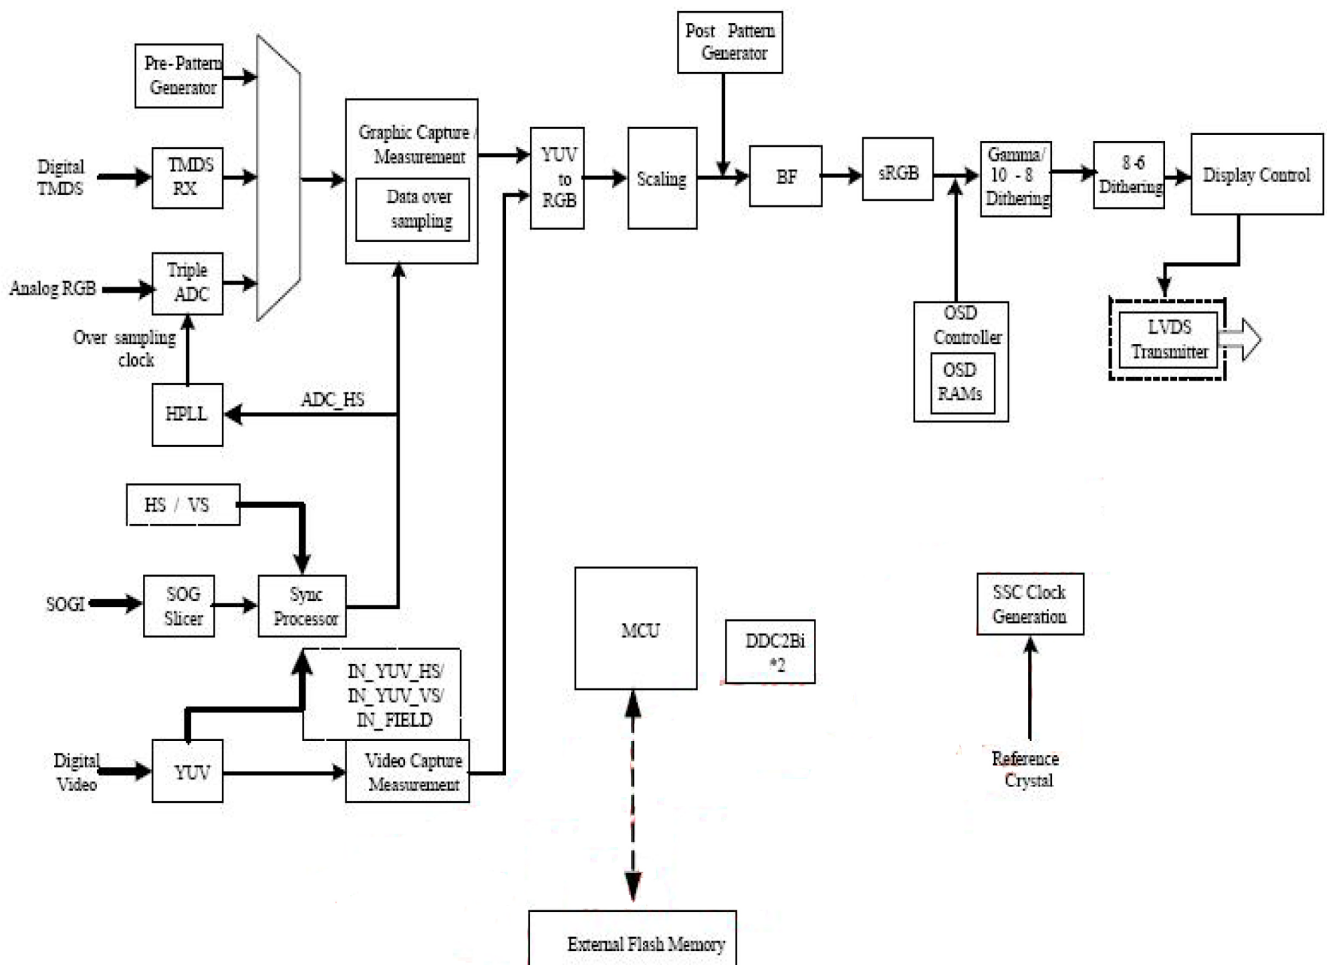 Post Pattern
Generator
Pre-Pattern
Generator
Graphic Capture /
Measurement
Data over
sampling
Digital
TMDS
TMDS
RX
YUV
to
RGB
Scaling
BF
sRGB
Gamma/
10 - 8
Dithering
8-6
Dithering
Display Control
Analog RGB
Triple
ADC
Over sampling
clock
HPLL
ADC_HS
OSD
Controller
OSD
RAMs
LVDS
Transmitter
HS / VS
SOGI
SOG
Slicer
Sync
Processor
MCU
DDC2Bi
*2
SSC Clock
Generation
IN_YUV_HS/
IN_YUV_VS/
IN_FIELD
Digital
Video
YUV
Video Capture
Measurement
Reference
Crystal
External Flash Memory